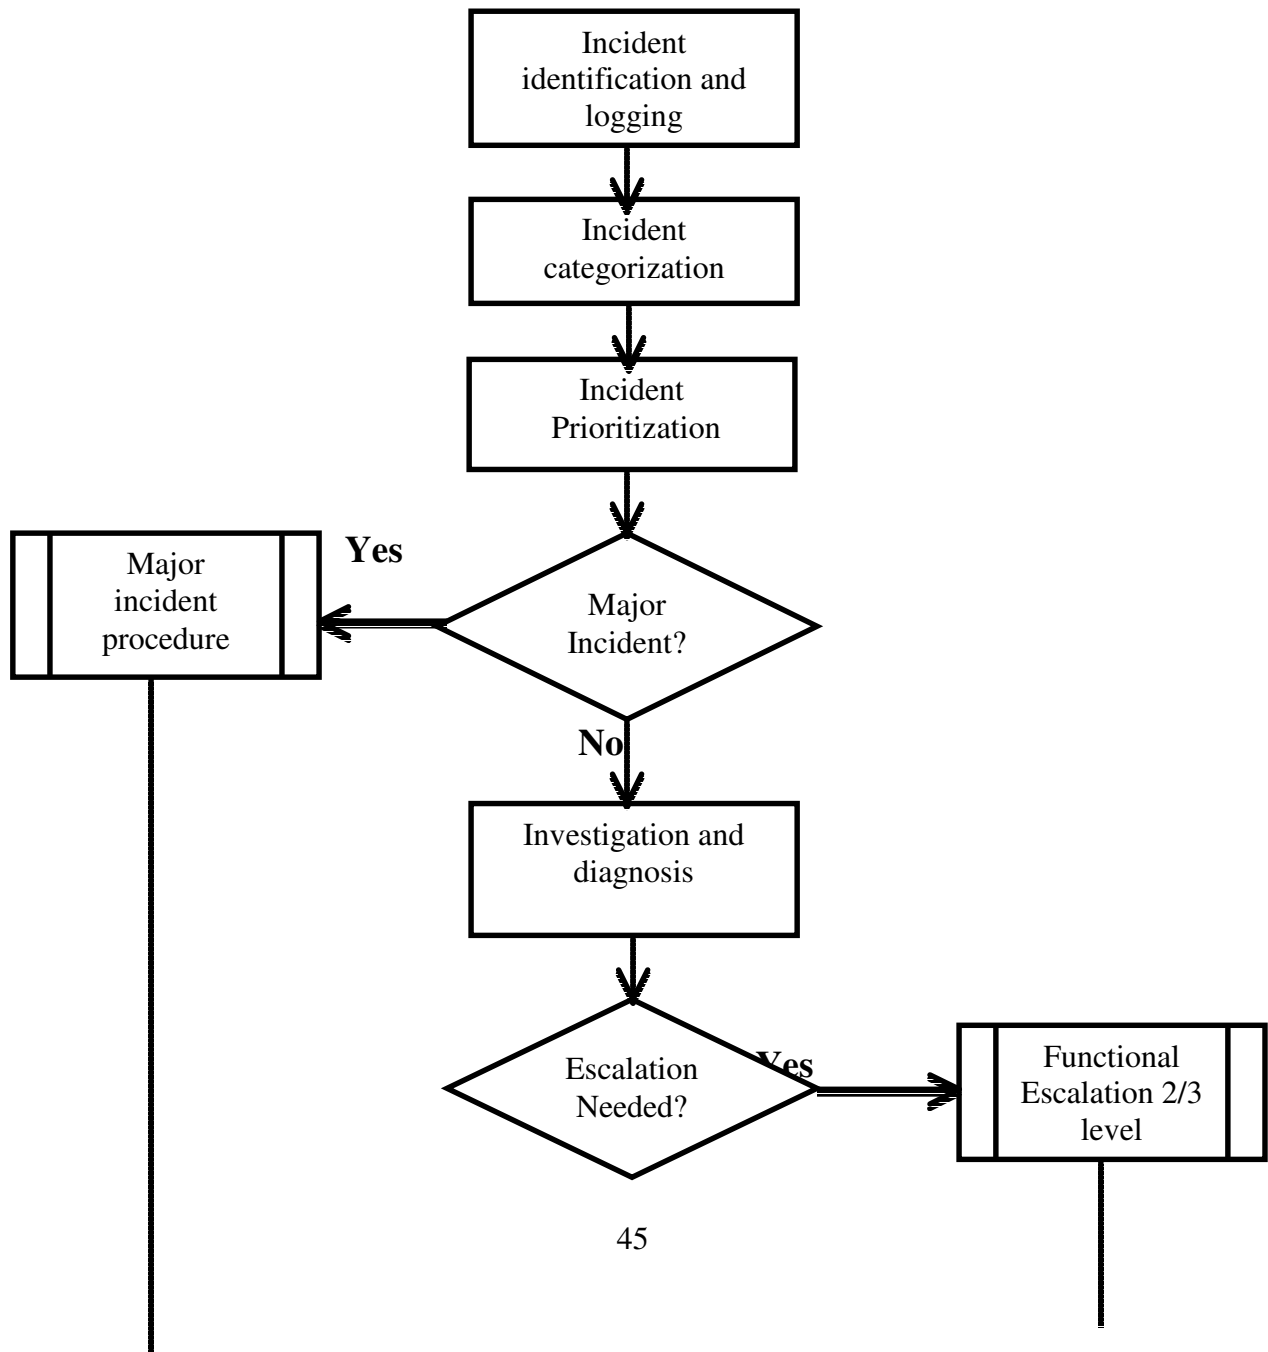 Incident
identification and
logging
Incident
categorization
Incident
Prioritization
Yes
Major
incident
procedure
Major
Incident?
No
Investigation and
diagnosis
Escalation
Needed?
Yes
Functional
Escalation 2/3
level
45